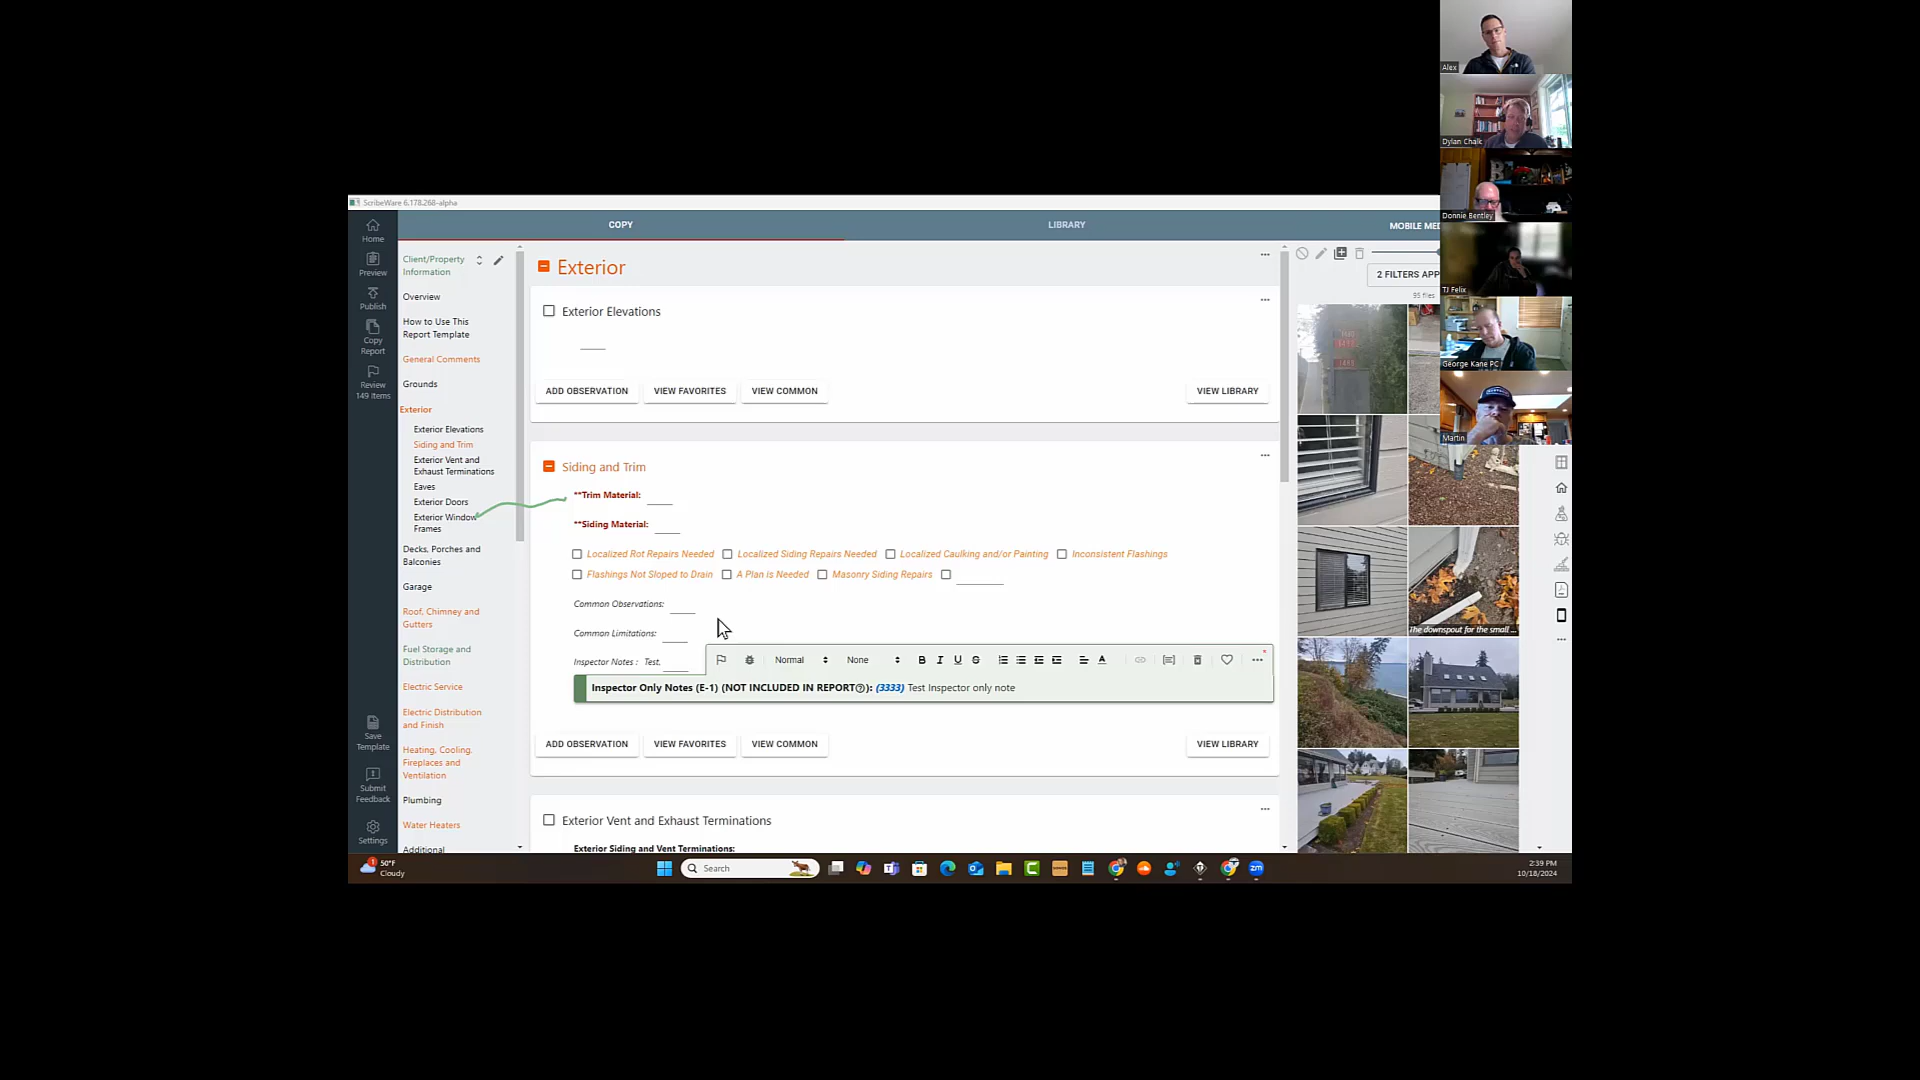 ScribeWare 6.178.268-alpha
COPY
LIBRARY
MOBILE MED
Home
Preview
Publish
Copy
Report
Review
149 Items
Save
Template
Submit
Feedback
Settings
Client/Property
Information
Overview
How to Use This
Report Template
General Comments
Grounds
Exterior
Exterior Elevations
Siding and Trim
Exterior Vent and
Exhaust Terminations
Eaves
Exterior Doors
Exterior Window
Frames
Decks, Porches and
Balconies
Garage
Roof, Chimney and
Gutters
Fuel Storage and
Distribution
Electric Service
Electric Distribution
and Finish
Heating, Cooling,
Fireplaces and
Ventilation
Plumbing
Water Heaters
Additional
Exterior
Exterior Elevations
ADD OBSERVATION VIEW FAVORITES VIEW COMMON VIEW LIBRARY
Siding and Trim
**Trim Material:
**Siding Material:
Localized Rot Repairs Needed Localized Siding Repairs Needed Localized Caulking and/or Painting Inconsistent Flashings
Flashings Not Sloped to Drain A Plan is Needed Masonry Siding Repairs
Common Observations:
Common Limitations:
Inspector Notes : Test.
Normal None B I U S A
Inspector Only Notes (E-1) (NOT INCLUDED IN REPORT?): (3333) Test Inspector only note
ADD OBSERVATION VIEW FAVORITES VIEW COMMON VIEW LIBRARY
Exterior Vent and Exhaust Terminations
Exterior Siding and Vent Terminations:
2 FILTERS APP
95 files
The downspout for the small ...
Alex
Dylan Chalk
Donnie Bentley
TJ Felix
George Kane PC
Martin
1
50°F
Cloudy
Search
zm
2:39 PM
10/18/2024